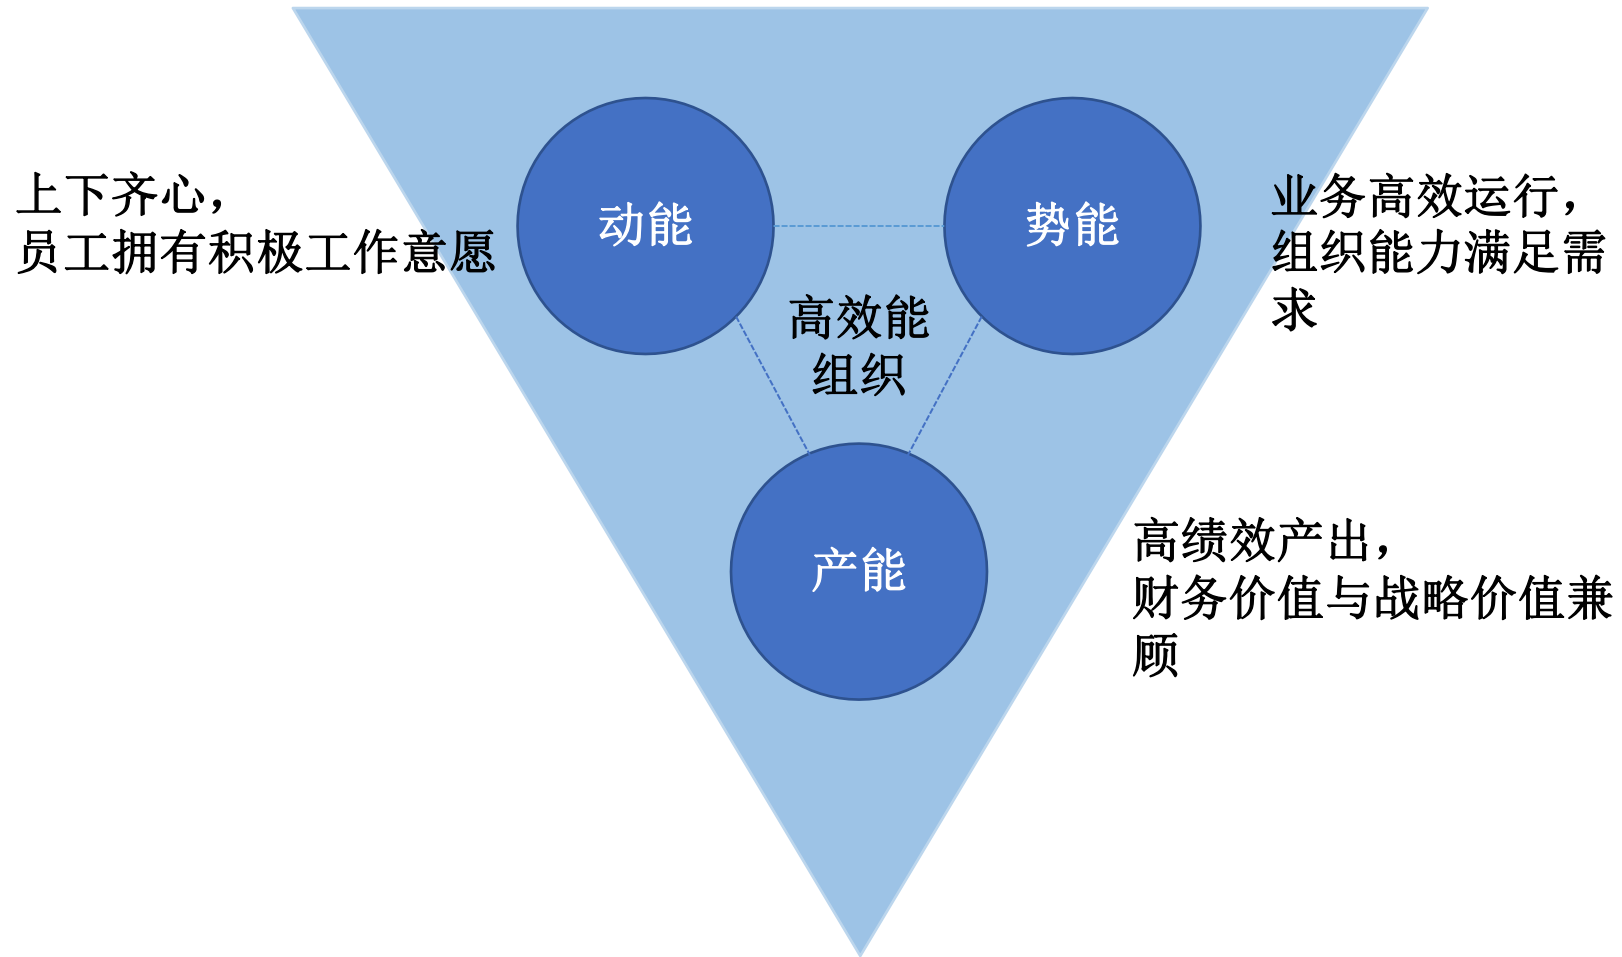 上下齐心，
员工拥有积极工作意愿
动能
势能
业务高效运行，
组织能力满足需
求
高效能
组织
产能
高绩效产出，
财务价值与战略价值兼
顾